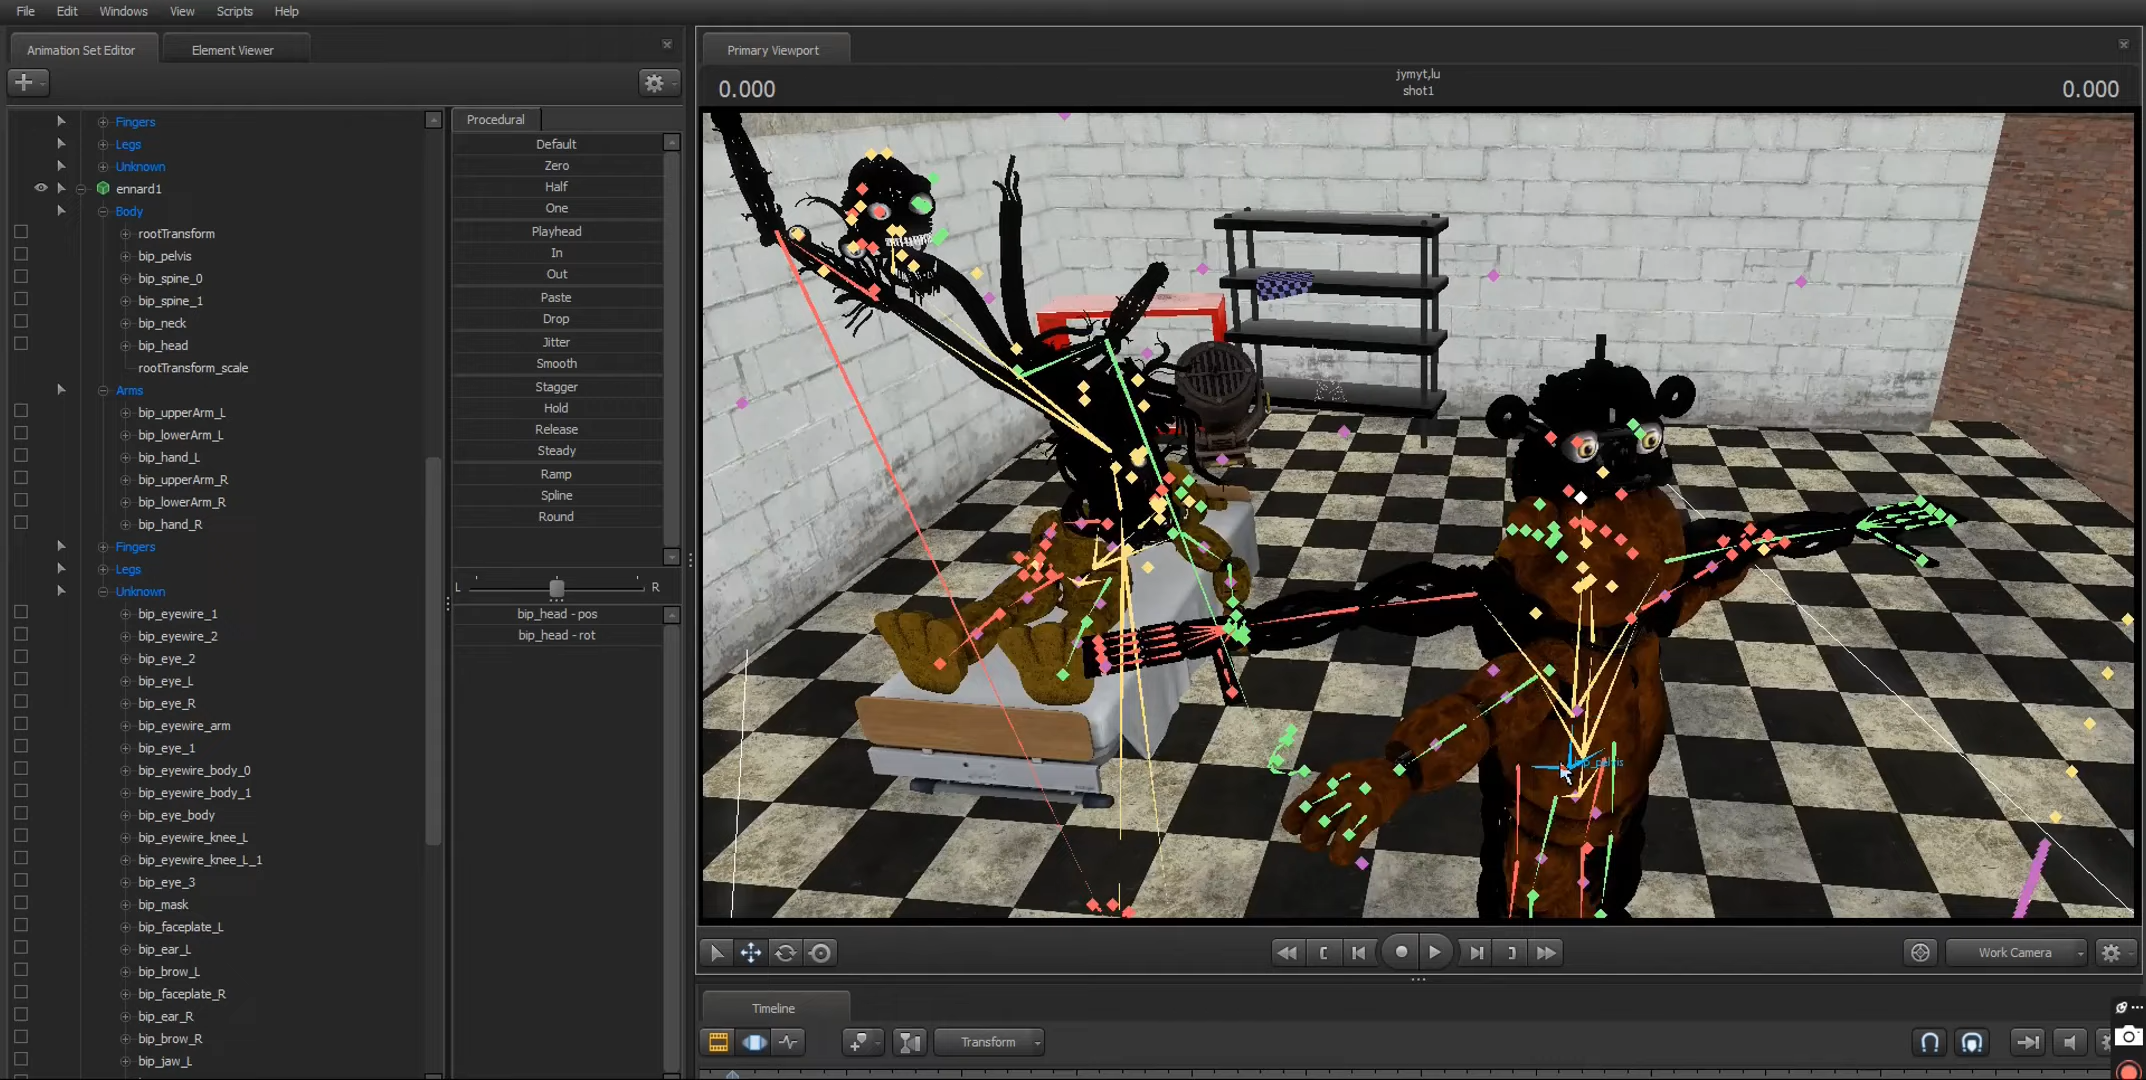 File Edit Windows View Scripts Help
Animation Set Editor Element Viewer
Fingers
Legs
Unknown
ennard1
Body
rootTransform
bip_pelvis
bip_spine_0
bip_spine_1
bip_neck
bip_head
rootTransform_scale
Arms
bip_upperArm_L
bip_lowerArm_L
bip_hand_L
bip_upperArm_R
bip_lowerArm_R
bip_hand_R
Fingers
Legs
Unknown
bip_eyewire_1
bip_eyewire_2
bip_eye_2
bip_eye_L
bip_eye_R
bip_eyewire_arm
bip_eye_1
bip_eyewire_body_0
bip_eyewire_body_1
bip_eye_body
bip_eyewire_knee_L
bip_eyewire_knee_L_1
bip_eye_3
bip_mask
bip_faceplate_L
bip_ear_L
bip_brow_L
bip_faceplate_R
bip_ear_R
bip_brow_R
bip_jaw_L
Procedural
Default
Zero
Half
One
Playhead
In
Out
Paste
Drop
Jitter
Smooth
Stagger
Hold
Release
Steady
Ramp
Spline
Round
L R
bip_head - pos
bip_head - rot
Primary Viewport
0.000 jymyt,lu 0.000
shot1
bip_pelvis
Work Camera
Timeline
Transform